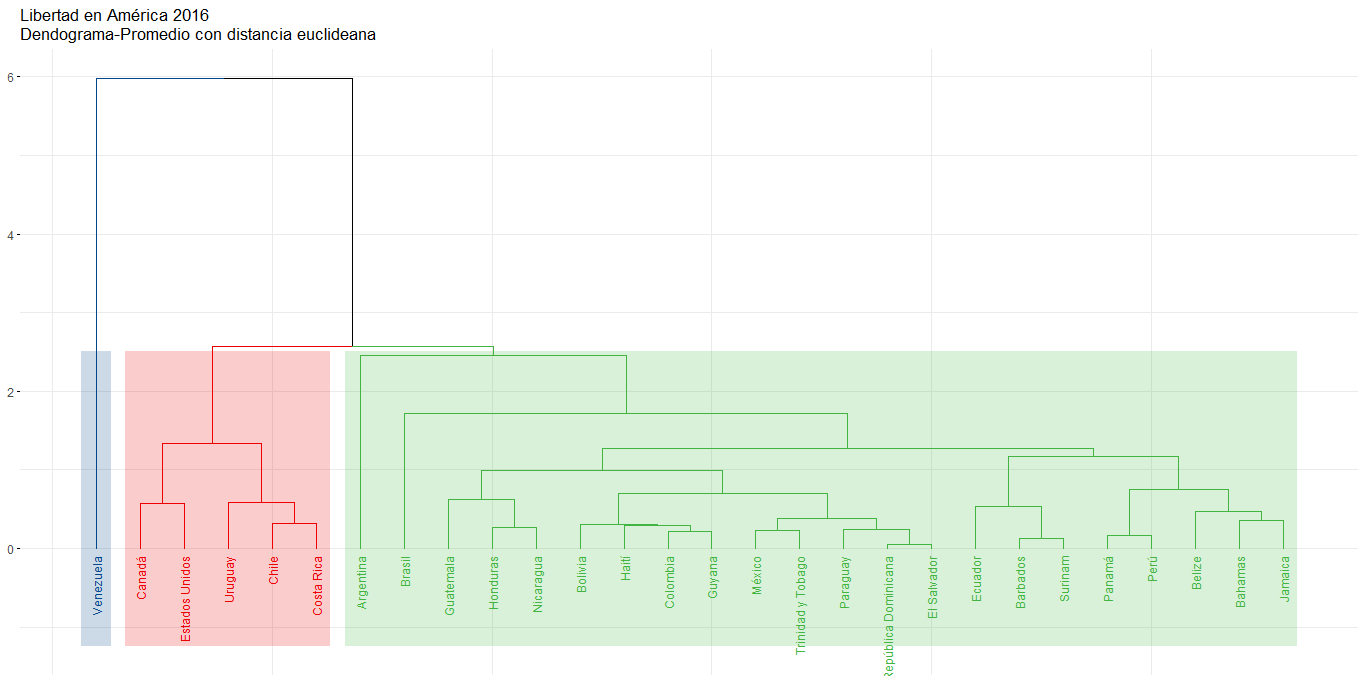 Libertad en América 2016
Dendograma-Promedio con distancia euclideana
6
4
2
0
Venezuela
Canadá
Estados Unidos
Uruguay
Chile
Costa Rica
Argentina
Brasil
Guatemala
Honduras
Nicaragua
Bolivia
Haití
Colombia
Guyana
México
Trinidad y Tobago
Paraguay
República Dominicana
El Salvador
Ecuador
Barbados
Surinam
Panamá
Perú
Belize
Bahamas
Jamaica